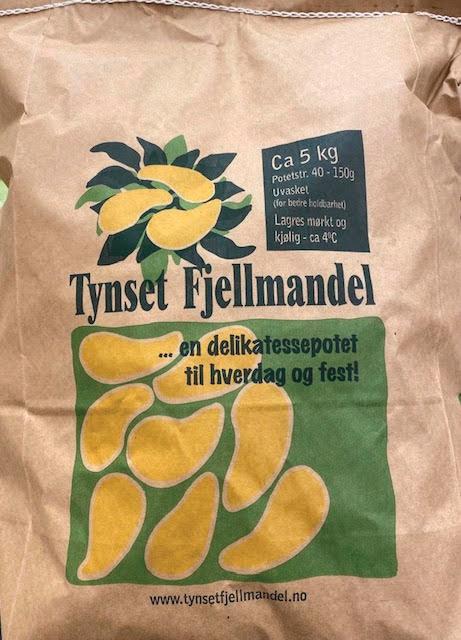 Ca 5 kg
Potetstr. 40 - 150g
Uvasket
(for bedre holdbarhet)
Lagres mørkt og
kjølig - ca 4°C
Tynset Fjellmandel
... en delikatessepotet
til hverdag og fest!
www.tynsetfjellmandel.no